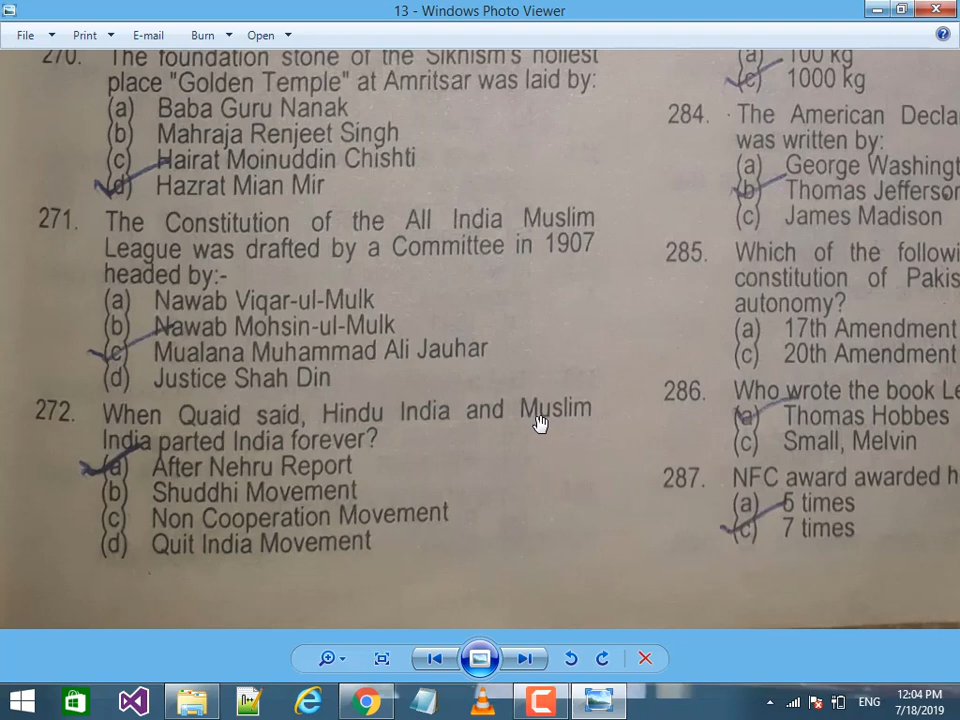 13 - Windows Photo Viewer
File Print E-mail Burn Open
270. The foundation stone of the Sikhism's holiest
place "Golden Temple" at Amritsar was laid by:
(a) Baba Guru Nanak
(b) Mahraja Renjeet Singh
(c) Hairat Moinuddin Chishti
(d) Hazrat Mian Mir
271. The Constitution of the All India Muslim
League was drafted by a Committee in 1907
headed by:-
(a) Nawab Viqar-ul-Mulk
(b) Nawab Mohsin-ul-Mulk
(c) Mualana Muhammad Ali Jauhar
(d) Justice Shah Din
272. When Quaid said, Hindu India and Muslim
India parted India forever?
(a) After Nehru Report
(b) Shuddhi Movement
(c) Non Cooperation Movement
(d) Quit India Movement
(a) 100 kg
(c) 1000 kg
284. The American Decla
was written by:
(a) George Washingt
(b) Thomas Jefferson
(c) James Madison
285. Which of the followi
constitution of Pakis
autonomy?
(a) 17th Amendment
(c) 20th Amendment
286. Who wrote the book Le
(a) Thomas Hobbes
(c) Small, Melvin
287. NFC award awarded h
(a) 5 times
(c) 7 times
ENG
12:04 PM
7/18/2019